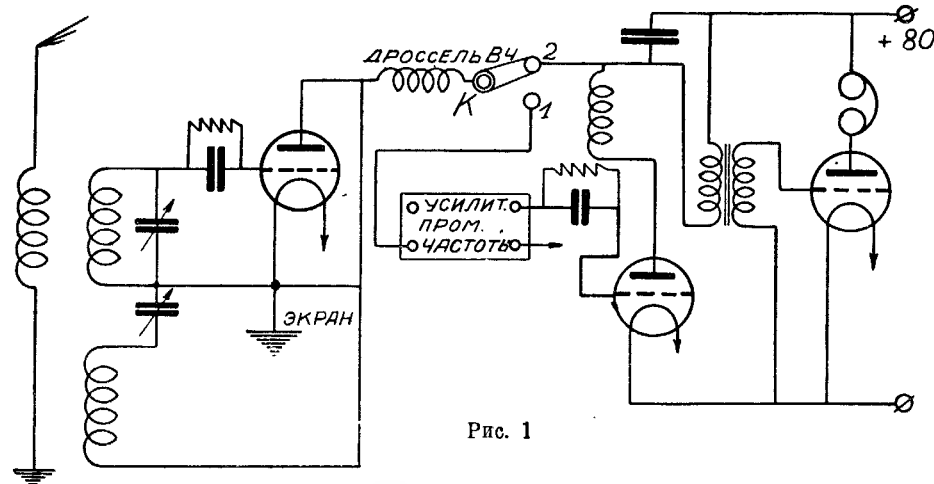 ДРОССЕЛЬ ВЧ
2
+ 80
К
1
УСИЛИТ.
ПРОМ.
ЧАСТОТЫ
ЭКРАН
Рис. 1